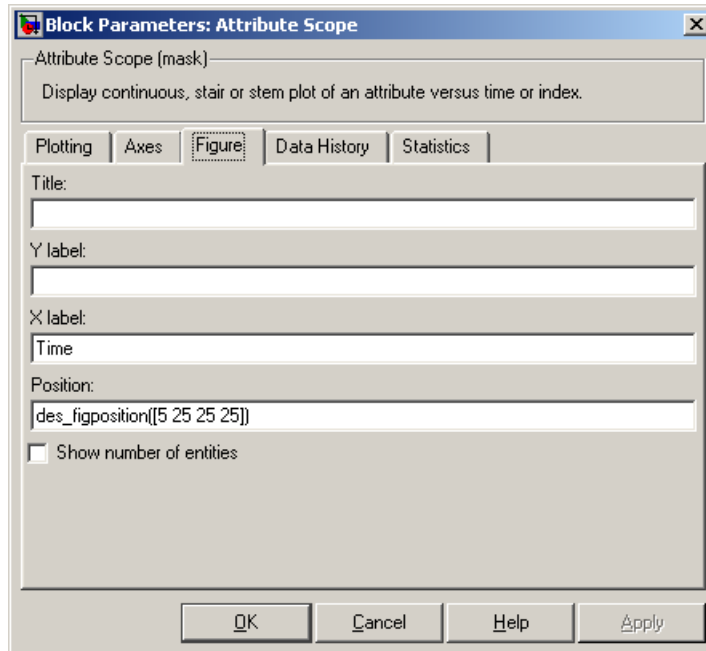 Block Parameters: Attribute Scope
Attribute Scope (mask)
Display continuous, stair or stem plot of an attribute versus time or index.
Plotting Axes Figure Data History Statistics
Title:
Y label:
X label:
Time
Position:
des_figposition([5 25 25 25])
Show number of entities
OK Cancel Help Apply